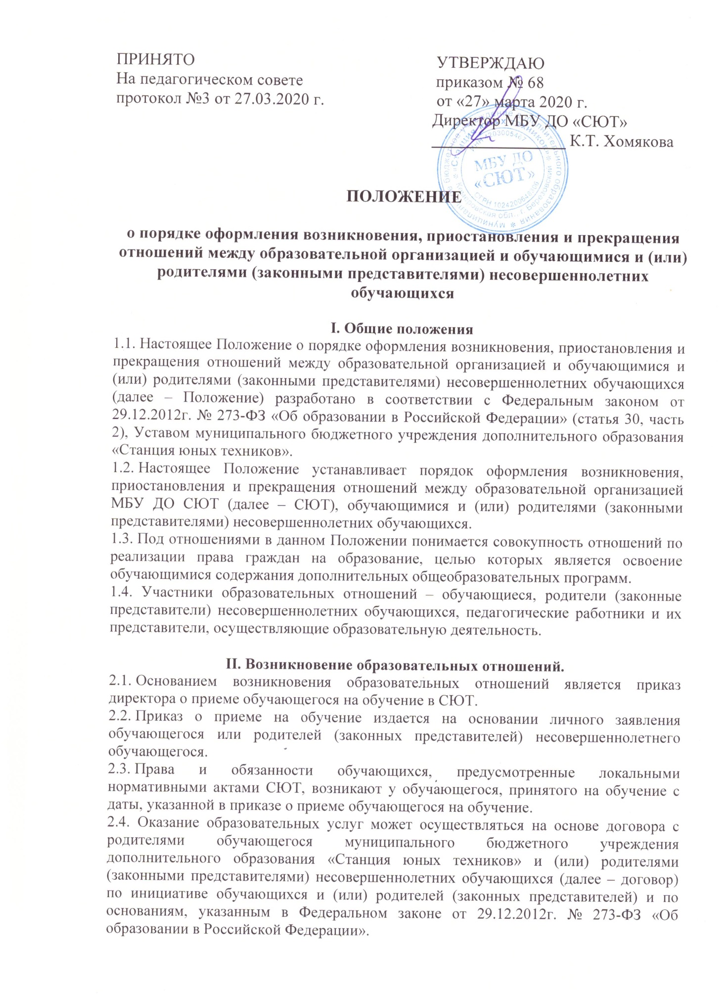 ПРИНЯТО
На педагогическом совете
протокол №3 от 27.03.2020 г.
УТВЕРЖДАЮ
приказом № 68
от «27» марта 2020 г.
Директор МБУ ДО «СЮТ»
К.Т. Хомякова
МБУ ДО
«СЮТ»
ПОЛОЖЕНИЕ
о порядке оформления возникновения, приостановления и прекращения
отношений между образовательной организацией и обучающимися и (или)
родителями (законными представителями) несовершеннолетних
обучающихся
I. Общие положения
1.1. Настоящее Положение о порядке оформления возникновения, приостановления и
прекращения отношений между образовательной организацией и обучающимися и
(или) родителями (законными представителями) несовершеннолетних обучающихся
(далее – Положение) разработано в соответствии с Федеральным законом от
29.12.2012г. № 273-ФЗ «Об образовании в Российской Федерации» (статья 30, часть
2), Уставом муниципального бюджетного учреждения дополнительного образования
«Станция юных техников».
1.2. Настоящее Положение устанавливает порядок оформления возникновения,
приостановления и прекращения отношений между образовательной организацией
МБУ ДО СЮТ (далее – СЮТ), обучающимися и (или) родителями (законными
представителями) несовершеннолетних обучающихся.
1.3. Под отношениями в данном Положении понимается совокупность отношений по
реализации права граждан на образование, целью которых является освоение
обучающимися содержания дополнительных общеобразовательных программ.
1.4. Участники образовательных отношений – обучающиеся, родители (законные
представители) несовершеннолетних обучающихся, педагогические работники и их
представители, осуществляющие образовательную деятельность.
II. Возникновение образовательных отношений.
2.1. Основанием возникновения образовательных отношений является приказ
директора о приеме обучающегося на обучение в СЮТ.
2.2. Приказ о приеме на обучение издается на основании личного заявления
обучающегося или родителей (законных представителей) несовершеннолетнего
обучающегося.
2.3. Права и обязанности обучающихся, предусмотренные локальными
нормативными актами СЮТ, возникают у обучающегося, принятого на обучение с
даты, указанной в приказе о приеме обучающегося на обучение.
2.4. Оказание образовательных услуг может осуществляться на основе договора с
родителями обучающегося муниципального бюджетного учреждения
дополнительного образования «Станция юных техников» и (или) родителями
(законными представителями) несовершеннолетних обучающихся (далее – договор)
по инициативе обучающихся и (или) родителей (законных представителей) и по
основаниям, указанным в Федеральном законе от 29.12.2012г. № 273-ФЗ «Об
образовании в Российской Федерации».